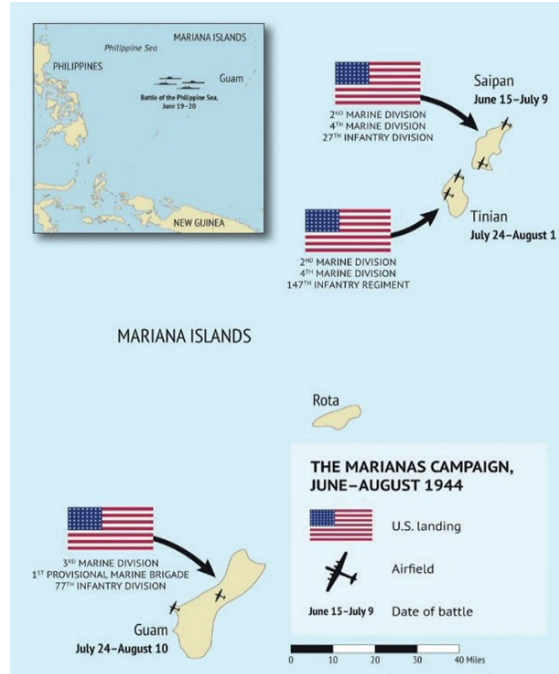 MARIANA ISLANDS
Philippine Sea
PHILIPPINES
Guam
Battle of the Philippine Sea,
June 19–20
NEW GUINEA
Saipan
June 15–July 9
2ND MARINE DIVISION
4TH MARINE DIVISION
27TH INFANTRY DIVISION
Tinian
July 24–August 1
2ND MARINE DIVISION
4TH MARINE DIVISION
147TH INFANTRY REGIMENT
MARIANA ISLANDS
Rota
3RD MARINE DIVISION
1ST PROVISIONAL MARINE BRIGADE
77TH INFANTRY DIVISION
Guam
July 24–August 10
THE MARIANAS CAMPAIGN,
JUNE–AUGUST 1944
U.S. landing
Airfield
June 15–July 9 Date of battle
0 10 20 30 40 Miles